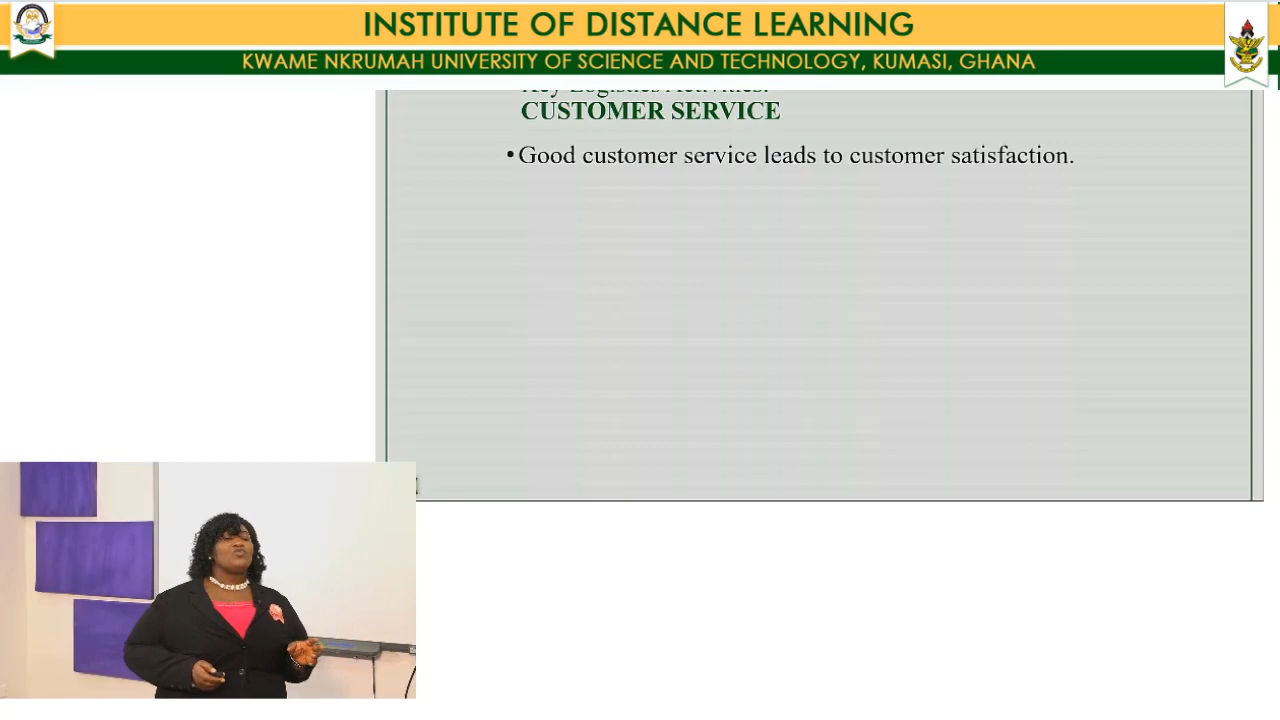 INSTITUTE OF DISTANCE LEARNING
KWAME NKRUMAH UNIVERSITY OF SCIENCE AND TECHNOLOGY, KUMASI, GHANA
Key Logistics Activities:
CUSTOMER SERVICE
•Good customer service leads to customer satisfaction.